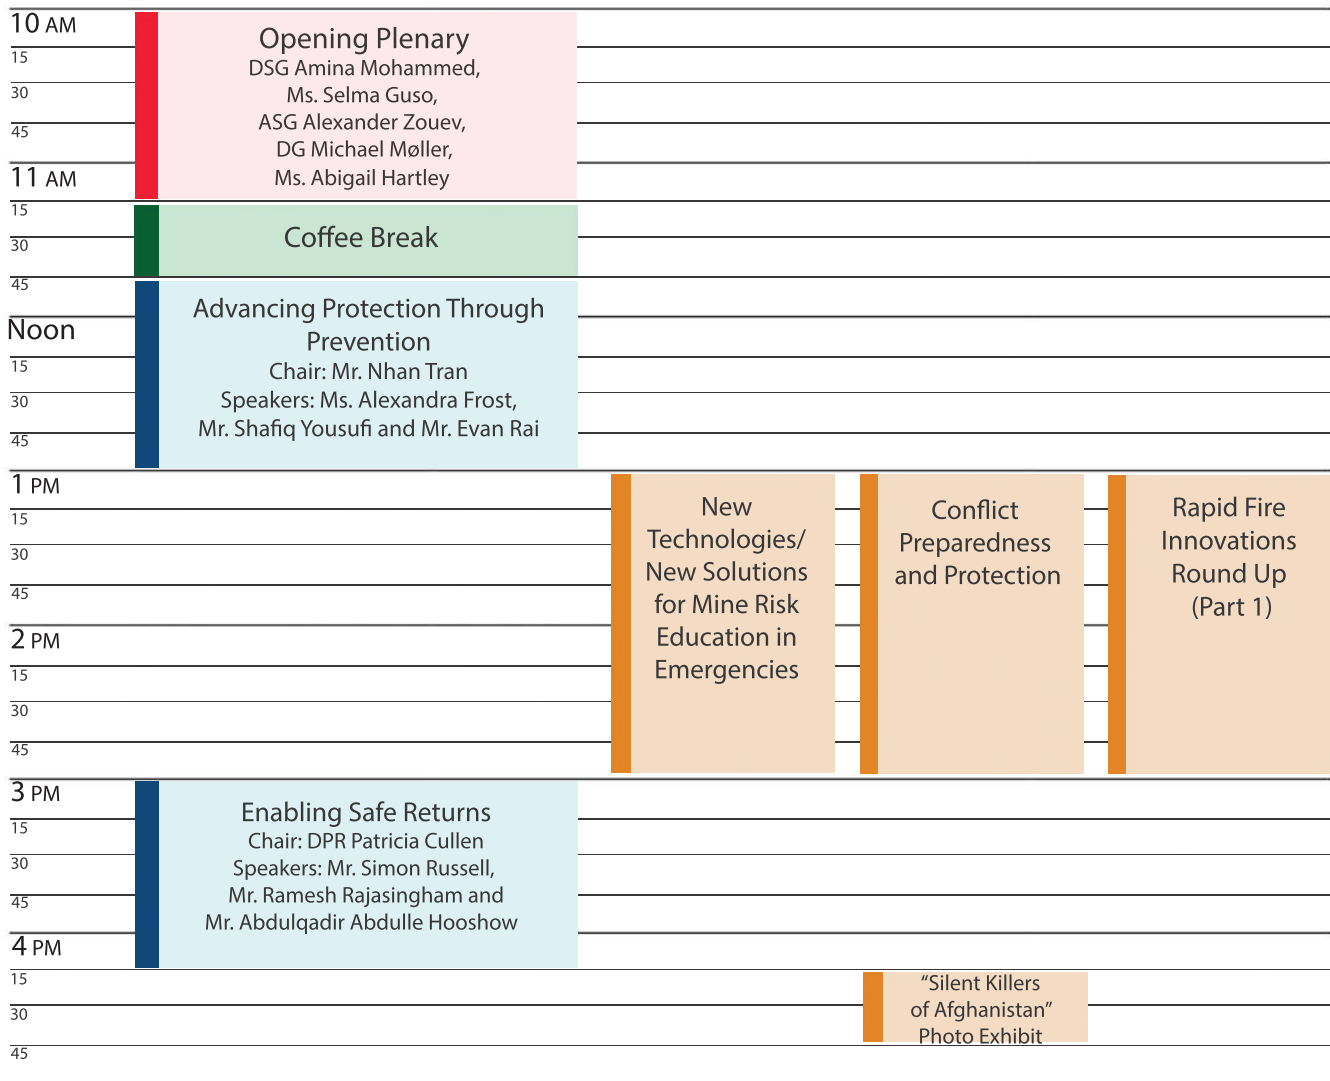 10 AM
15
30
45
11 AM
15
30
45
Noon
15
30
45
1 PM
15
30
45
2 PM
15
30
45
3 PM
15
30
45
4 PM
15
30
45
Opening Plenary
DSG Amina Mohammed,
Ms. Selma Guso,
ASG Alexander Zouev,
DG Michael Møller,
Ms. Abigail Hartley
Coffee Break
Advancing Protection Through
Prevention
Chair: Mr. Nhan Tran
Speakers: Ms. Alexandra Frost,
Mr. Shafiq Yousufi and Mr. Evan Rai
New
Technologies/
New Solutions
for Mine Risk
Education in
Emergencies
Conflict
Preparedness
and Protection
Rapid Fire
Innovations
Round Up
(Part 1)
Enabling Safe Returns
Chair: DPR Patricia Cullen
Speakers: Mr. Simon Russell,
Mr. Ramesh Rajasingham and
Mr. Abdulqadir Abdulle Hooshow
“Silent Killers
of Afghanistan”
Photo Exhibit